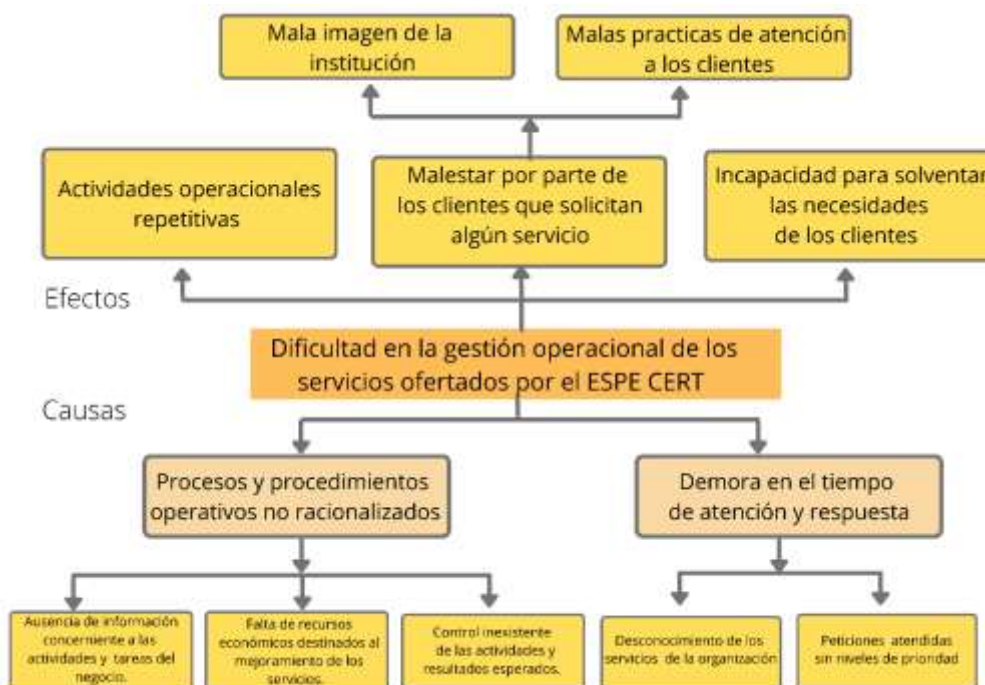 Mala imagen de la
institución
Malas practicas de atención
a los clientes
Actividades operacionales
repetitivas
Malestar por parte de
los clientes que solicitan
algún servicio
Incapacidad para solventar
las necesidades
de los clientes
Efectos
Dificultad en la gestión operacional de los
servicios ofertados por el ESPE CERT
Causas
Procesos y procedimientos
operativos no racionalizados
Demora en el tiempo
de atención y respuesta
Ausencia de información
concerniente a las
actividades y tareas del
negocio.
Falta de recursos
económicos destinados al
mejoramiento de los
servicios.
Control inexistente
de las actividades y
resultados esperados.
Desconocimiento de los
servicios de la organización
Peticiones atendidas
sin niveles de prioridad